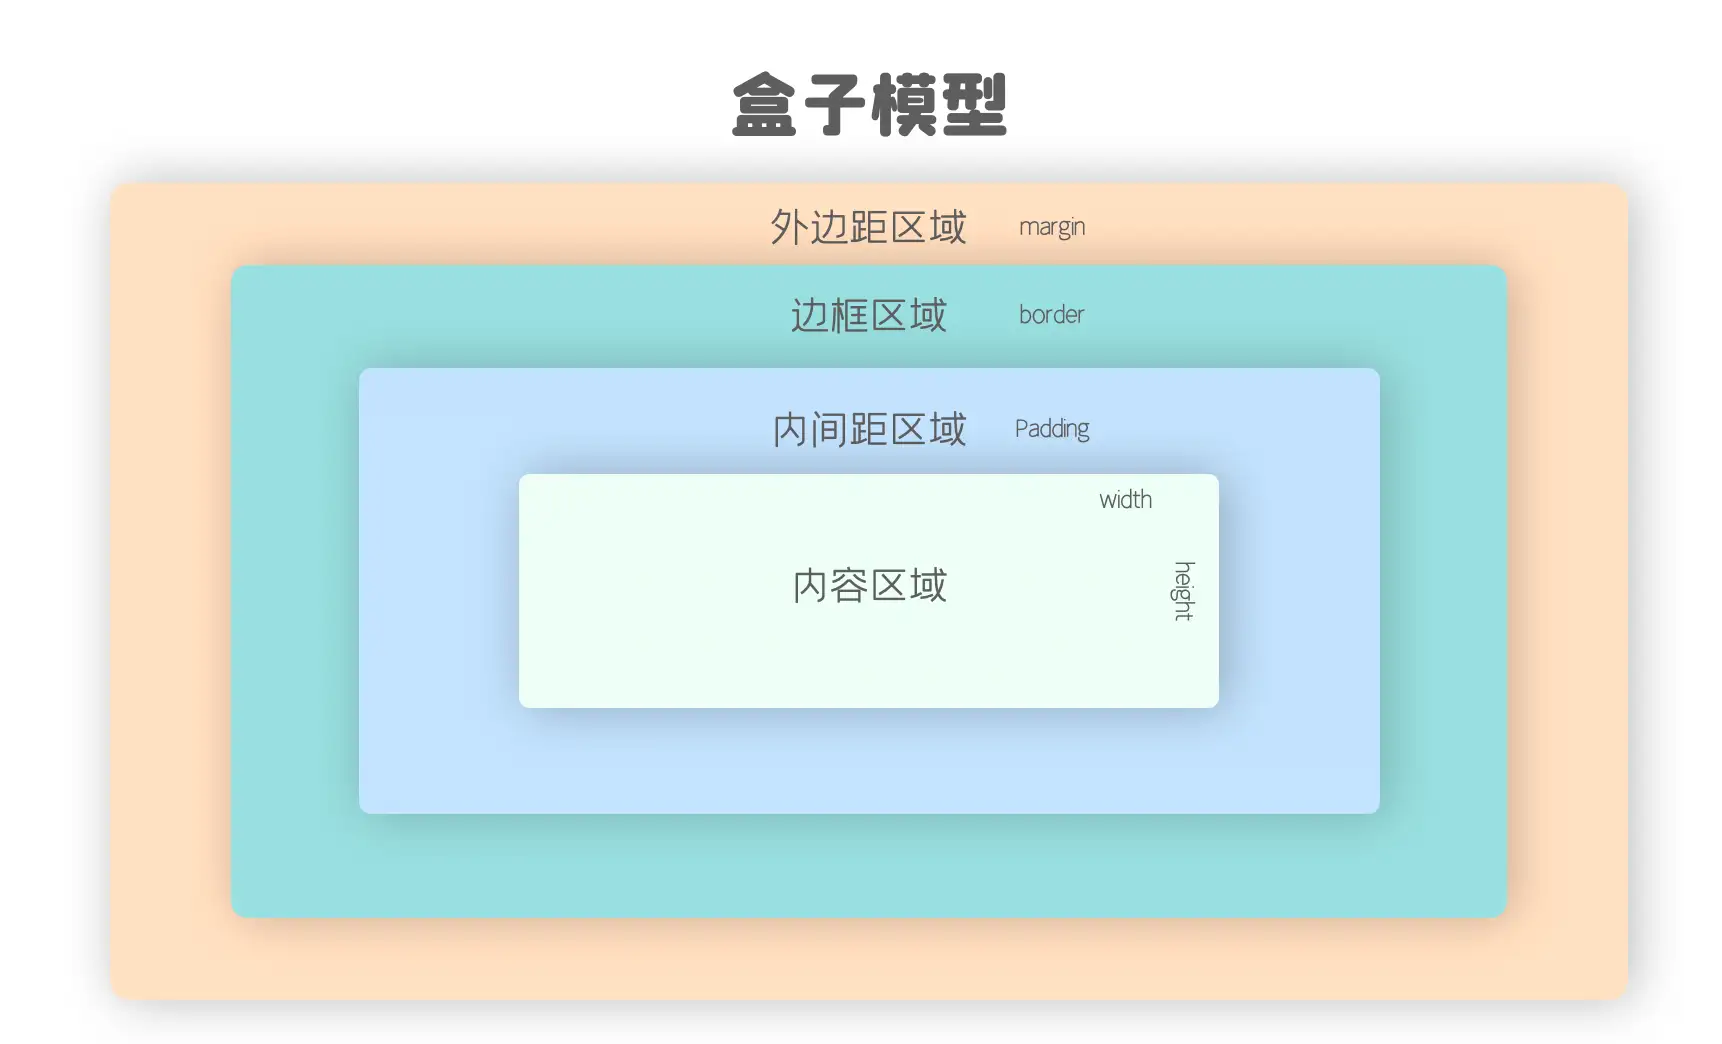 盒子模型
外边距区域 margin
边框区域 border
内间距区域 Padding
width
内容区域
height